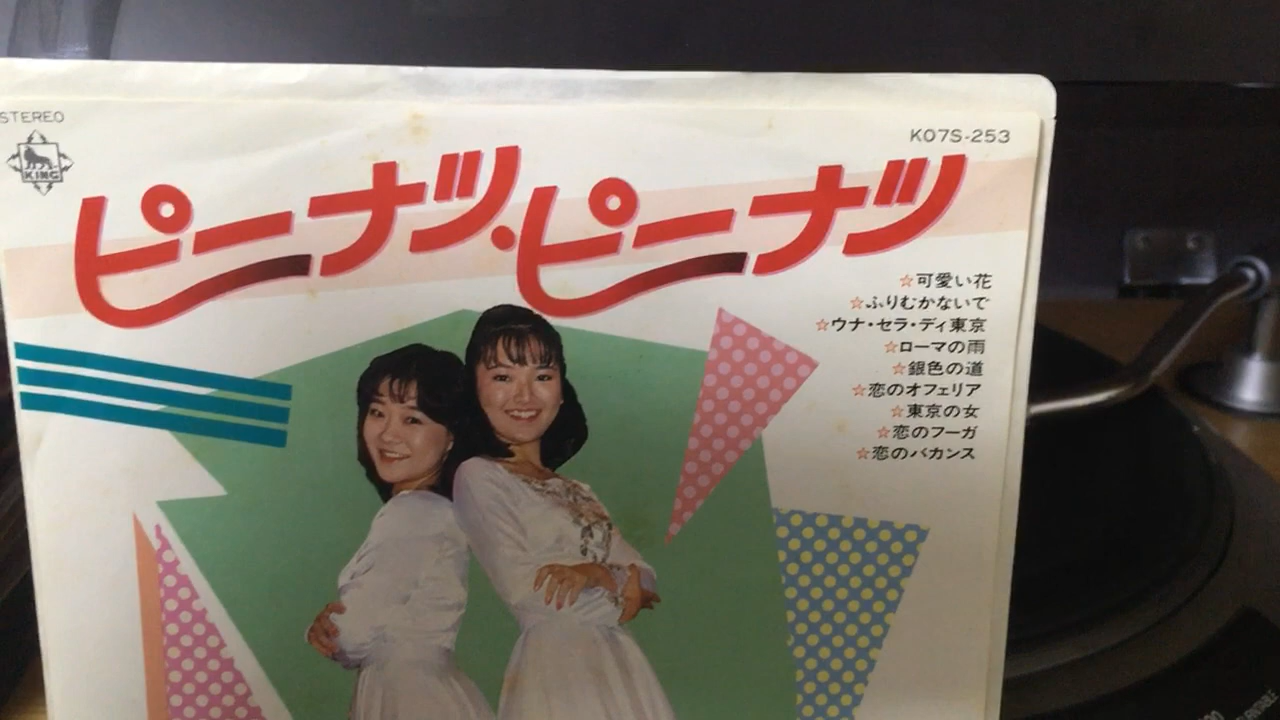 STEREO
KING
K07S-253
ピーナツ・ピーナツ
☆可愛い花
☆ふりむかないで
☆ウナ・セラ・ディ東京
☆ローマの雨
☆銀色の道
☆恋のオフェリア
☆東京の女
☆恋のフーガ
☆恋のバカンス